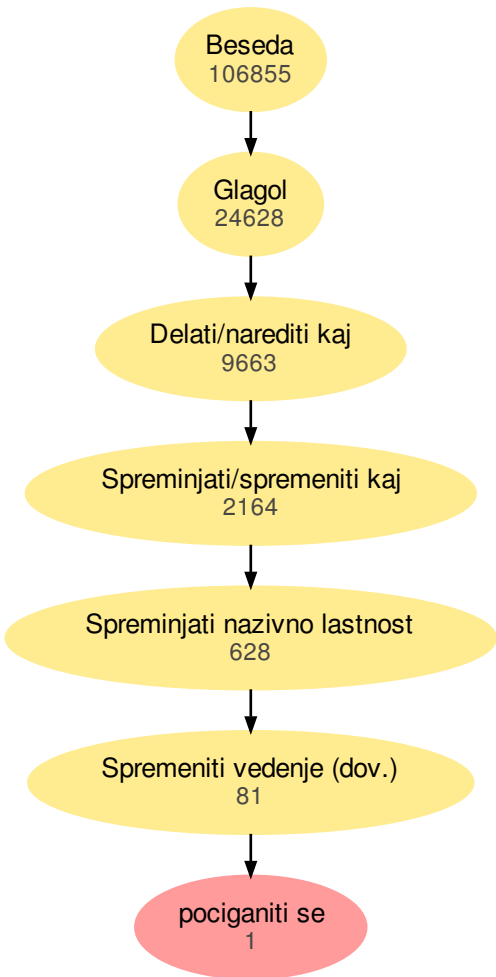 Beseda
106855
Glagol
24628
Delati/narediti kaj
9663
Spreminjati/spremeniti kaj
2164
Spreminjati nazivno lastnost
628
Spremeniti vedenje (dov.)
81
pociganiti se
1